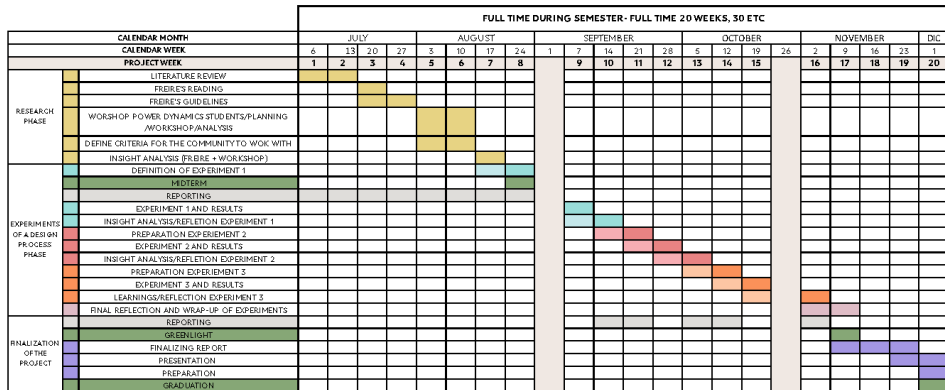 FULL TIME DURING SEMESTER- FULL TIME 20 WEEKS, 30 ETC
CALENDAR MONTH JULY AUGUST SEPTEMBER OCTOBER NOVEMBER DIC
CALENDAR WEEK 6 13 20 27 3 10 17 24 1 7 14 21 28 5 12 19 26 2 9 16 23 1
PROJECT WEEK 1 2 3 4 5 6 7 8 9 10 11 12 13 14 15 16 17 18 19 20
RESEARCH
PHASE
LITERATURE REVIEW
FREIRE'S READING
FREIRE'S GUIDELINES
WORSHOP POWER DYNAMICS STUDENTS/PLANNING
/WORKSHOP/ANALYSIS
DEFINE CRITERIA FOR THE COMMUNITY TO WOK WITH
INSIGHT ANALYSIS (FREIRE + WORKSHOP)
EXPERIMENTS
OF A DESIGN
PROCESS
PHASE
DEFINITION OF EXPERIMENT 1
MIDTERM
REPORTING
EXPERIMENT 1 AND RESULTS
INSIGHT ANALYSIS/REFLETION EXPERIMENT 1
PREPARATION EXPERIEMENT 2
EXPERIMENT 2 AND RESULTS
INSIGHT ANALYSIS/REFLETION EXPERIMENT 2
PREPARATION EXPERIEMENT 3
EXPERIMENT 3 AND RESULTS
LEARNINGS/REFLECTION EXPERIMENT 3
FINAL REFLECTION AND WRAP-UP OF EXPERIMENTS
FINALIZATION
OF THE
PROJECT
REPORTING
GREENLIGHT
FINALIZING REPORT
PRESENTATION
PREPARATION
GRADUATION